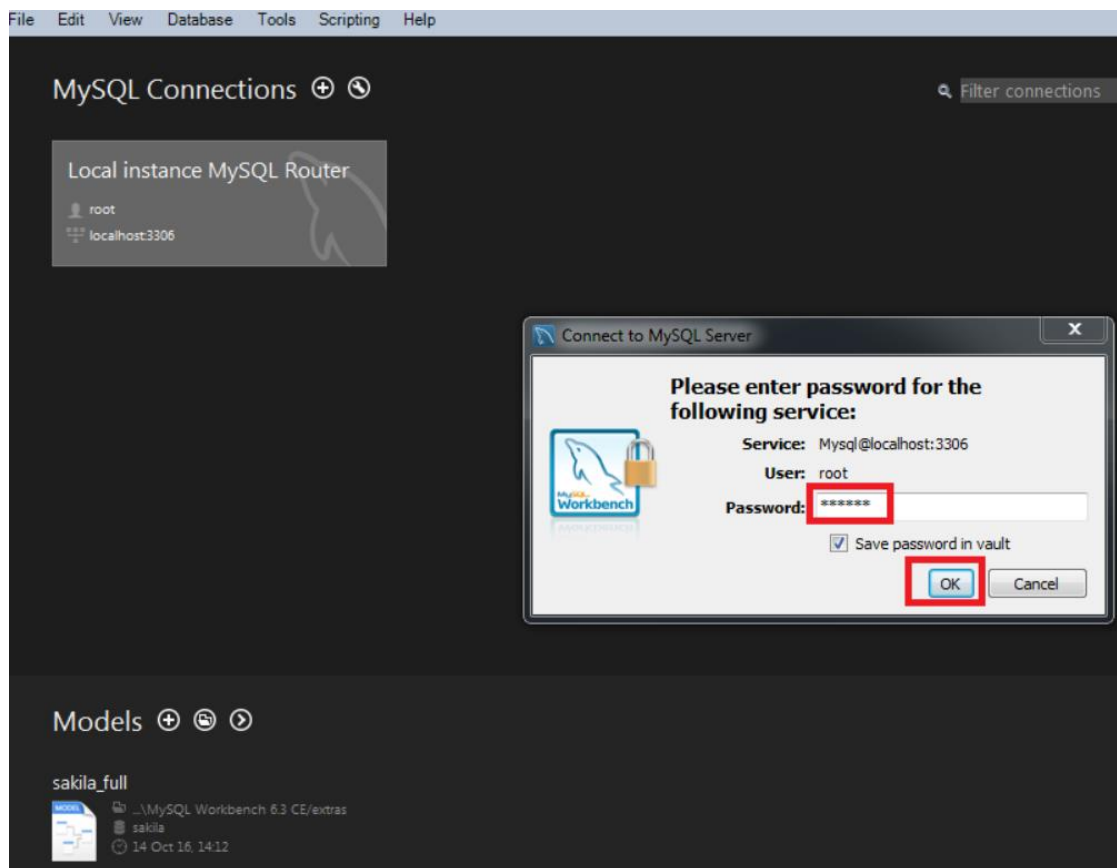 File Edit View Database Tools Scripting Help
MySQL Connections
Filter connections
Local instance MySQL Router
root
localhost:3306
Connect to MySQL Server
x
Please enter password for the
following service:
Service: Mysql@localhost:3306
User: root
Password: ******
Save password in vault
OK Cancel
MySQL
Workbench
Models
sakila_full
MODEL
...\MySQL Workbench 6.3 CE/extras
sakila
14 Oct 16, 14:12